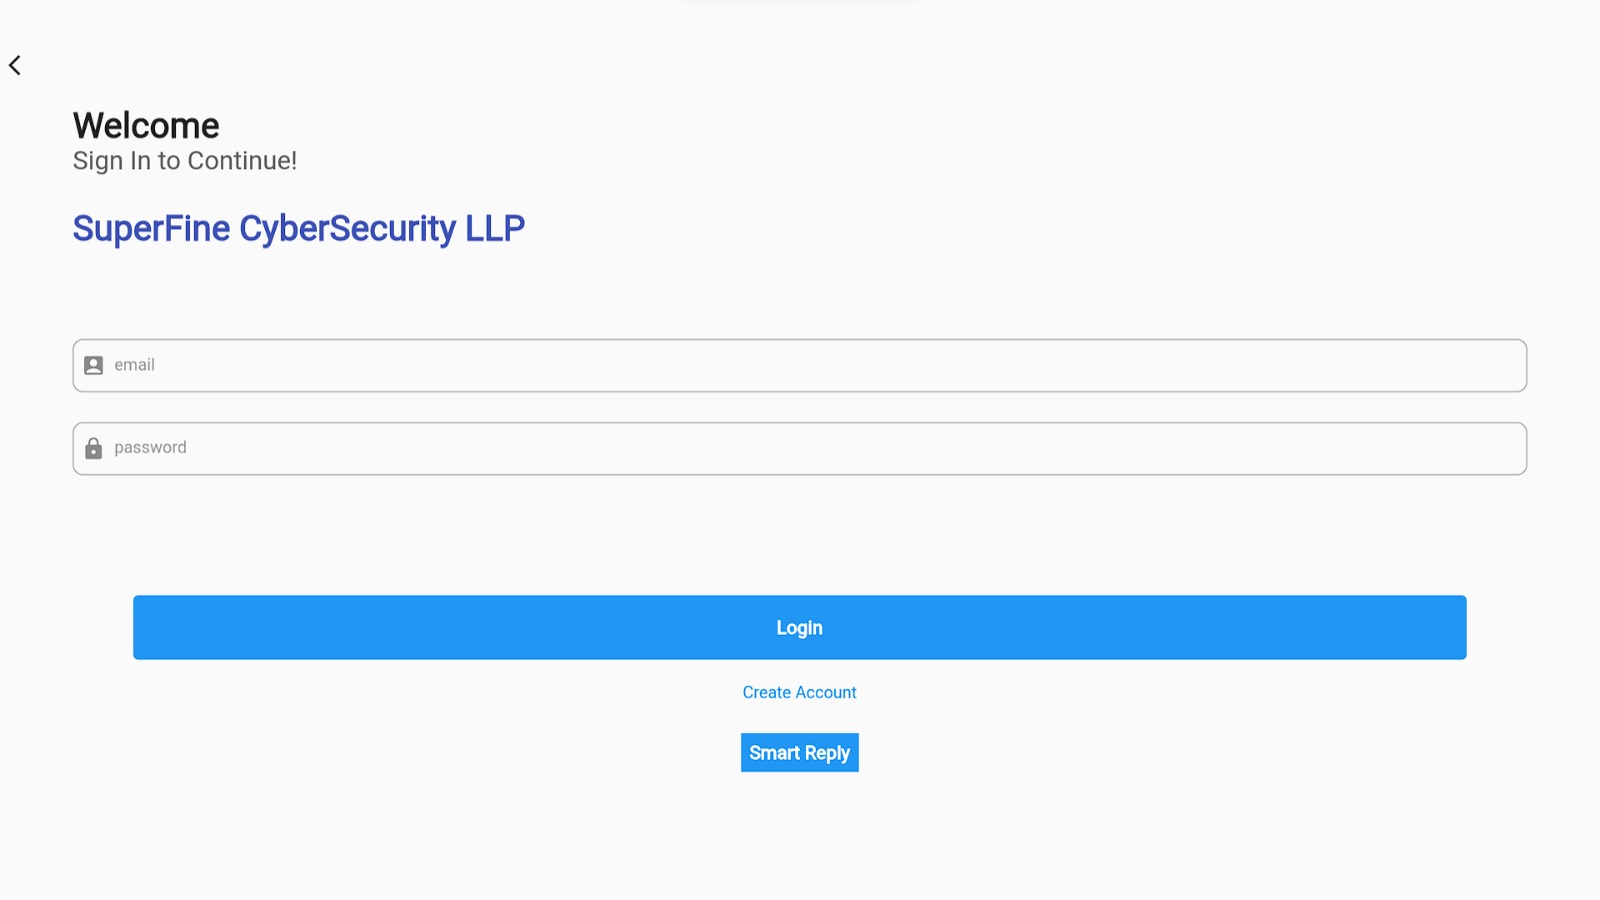 Welcome
Sign In to Continue!
SuperFine CyberSecurity LLP
email
password
Login
Create Account
Smart Reply